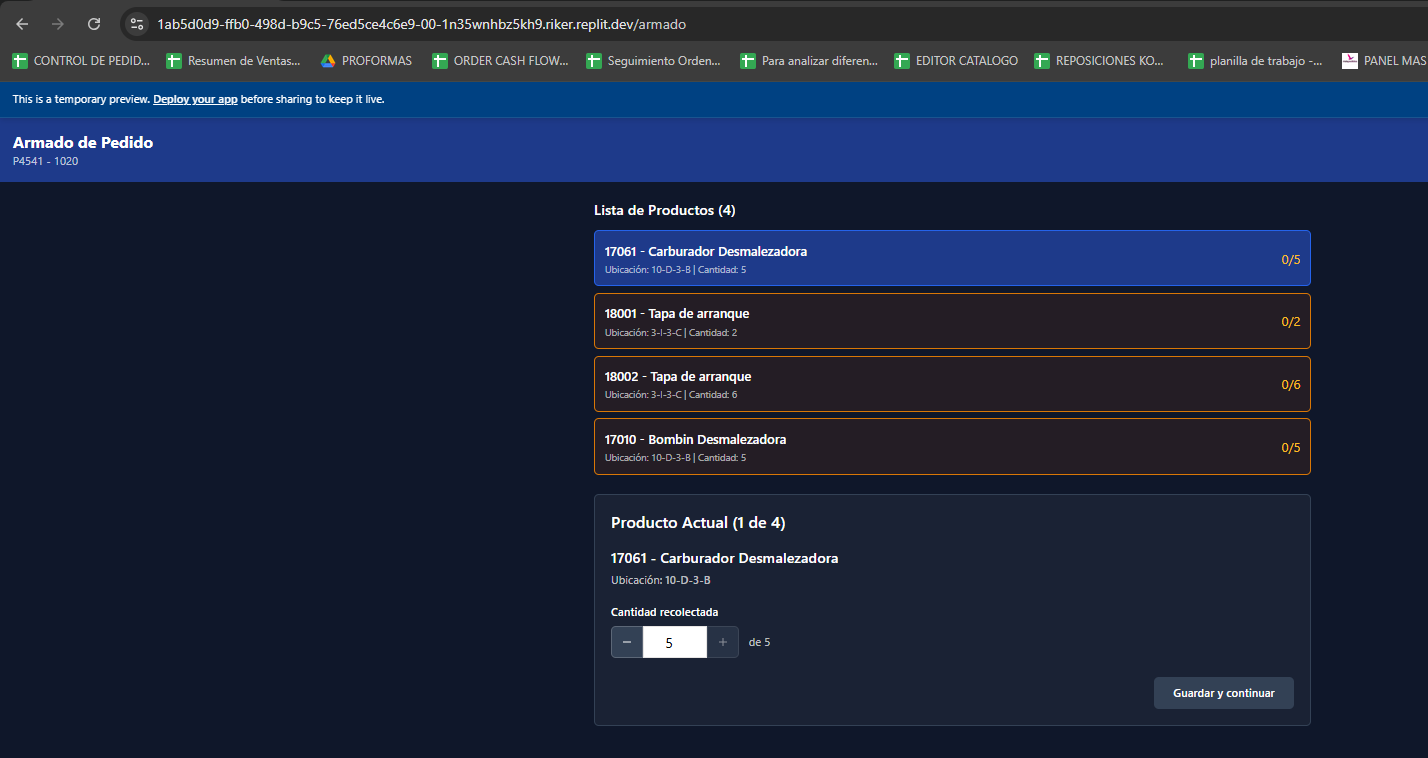 1ab5d0d9-ffb0-498d-b9c5-76ed5ce4c6e9-00-1n35wnhbz5kh9.riker.replit.dev/armado
CONTROL DE PEDID... Resumen de Ventas... PROFORMAS ORDER CASH FLOW... Seguimiento Orden... Para analizar diferen... EDITOR CATALOGO REPOSICIONES KO... planilla de trabajo -... PANEL MAS
This is a temporary preview. Deploy your app before sharing to keep it live.
Armado de Pedido
P4541 - 1020
Lista de Productos (4)
17061 - Carburador Desmalezadora
Ubicación: 10-D-3-B | Cantidad: 5
0/5
18001 - Tapa de arranque
Ubicación: 3-I-3-C | Cantidad: 2
0/2
18002 - Tapa de arranque
Ubicación: 3-I-3-C | Cantidad: 6
0/6
17010 - Bombin Desmalezadora
Ubicación: 10-D-3-B | Cantidad: 5
0/5
Producto Actual (1 de 4)
17061 - Carburador Desmalezadora
Ubicación: 10-D-3-B
Cantidad recolectada
− 5 + de 5
Guardar y continuar